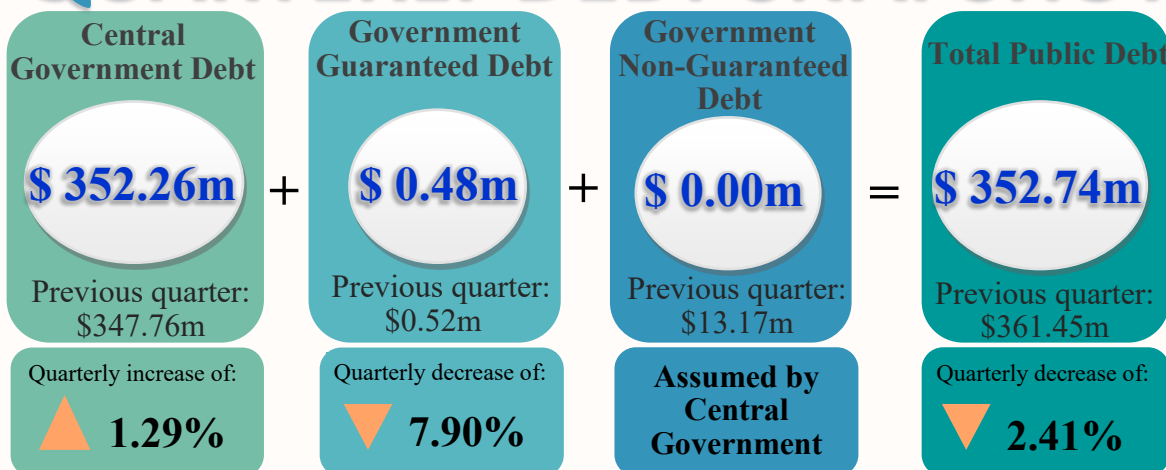 Central
Government Debt
$ 352.26m
Previous quarter:
$347.76m
Quarterly increase of:
1.29%
+
Government
Guaranteed Debt
$ 0.48m
Previous quarter:
$0.52m
Quarterly decrease of:
7.90%
+
Government
Non-Guaranteed
Debt
$ 0.00m
Previous quarter:
$13.17m
Assumed by
Central
Government
=
Total Public Debt
$ 352.74m
Previous quarter:
$361.45m
Quarterly decrease of:
2.41%